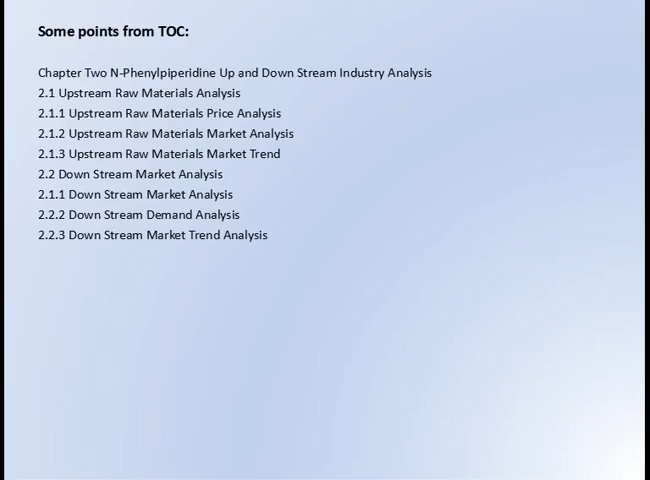 Some points from TOC:
Chapter Two N-Phenylpiperidine Up and Down Stream Industry Analysis
2.1 Upstream Raw Materials Analysis
2.1.1 Upstream Raw Materials Price Analysis
2.1.2 Upstream Raw Materials Market Analysis
2.1.3 Upstream Raw Materials Market Trend
2.2 Down Stream Market Analysis
2.1.1 Down Stream Market Analysis
2.2.2 Down Stream Demand Analysis
2.2.3 Down Stream Market Trend Analysis